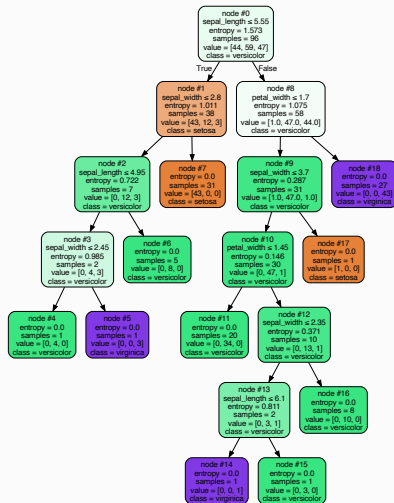 node #0
sepal_length ≤ 5.55
entropy = 1.573
samples = 96
value = [44, 59, 47]
class = versicolor
True
False
node #1
sepal_width ≤ 2.8
entropy = 1.011
samples = 38
value = [43, 12, 3]
class = setosa
node #8
petal_width ≤ 1.7
entropy = 1.075
samples = 58
value = [1.0, 47.0, 44.0]
class = versicolor
node #2
sepal_length ≤ 4.95
entropy = 0.722
samples = 7
value = [0, 12, 3]
class = versicolor
node #7
entropy = 0.0
samples = 31
value = [43, 0, 0]
class = setosa
node #9
sepal_width ≤ 3.7
entropy = 0.287
samples = 31
value = [1.0, 47.0, 1.0]
class = versicolor
node #18
entropy = 0.0
samples = 27
value = [0, 0, 43]
class = virginica
node #3
sepal_width ≤ 2.45
entropy = 0.985
samples = 2
value = [0, 4, 3]
class = versicolor
node #6
entropy = 0.0
samples = 5
value = [0, 8, 0]
class = versicolor
node #10
petal_width ≤ 1.45
entropy = 0.146
samples = 30
value = [0, 47, 1]
class = versicolor
node #17
entropy = 0.0
samples = 1
value = [1, 0, 0]
class = setosa
node #4
entropy = 0.0
samples = 1
value = [0, 4, 0]
class = versicolor
node #5
entropy = 0.0
samples = 1
value = [0, 0, 3]
class = virginica
node #11
entropy = 0.0
samples = 20
value = [0, 34, 0]
class = versicolor
node #12
sepal_width ≤ 2.35
entropy = 0.371
samples = 10
value = [0, 13, 1]
class = versicolor
node #13
sepal_length ≤ 6.1
entropy = 0.811
samples = 2
value = [0, 3, 1]
class = versicolor
node #16
entropy = 0.0
samples = 8
value = [0, 10, 0]
class = versicolor
node #14
entropy = 0.0
samples = 1
value = [0, 0, 1]
class = virginica
node #15
entropy = 0.0
samples = 1
value = [0, 3, 0]
class = versicolor